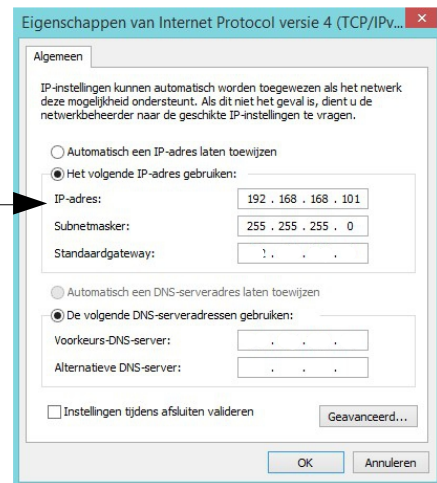 Eigenschappen van Internet Protocol versie 4 (TCP/IPv...
Algemeen
IP-instellingen kunnen automatisch worden toegewezen als het netwerk
deze mogelijkheid ondersteunt. Als dit niet het geval is, dient u de
netwerkbeheerder naar de geschikte IP-instellingen te vragen.
Automatisch een IP-adres laten toewijzen
Het volgende IP-adres gebruiken:
IP-adres: 192 . 168 . 168 . 101
Subnetmasker: 255 . 255 . 255 . 0
Standaardgateway: . . .
Automatisch een DNS-serveradres laten toewijzen
De volgende DNS-serveradressen gebruiken:
Voorkeurs-DNS-server: . . .
Alternatieve DNS-server: . . .
Instellingen tijdens afsluiten valideren
Geavanceerd...
OK Annuleren